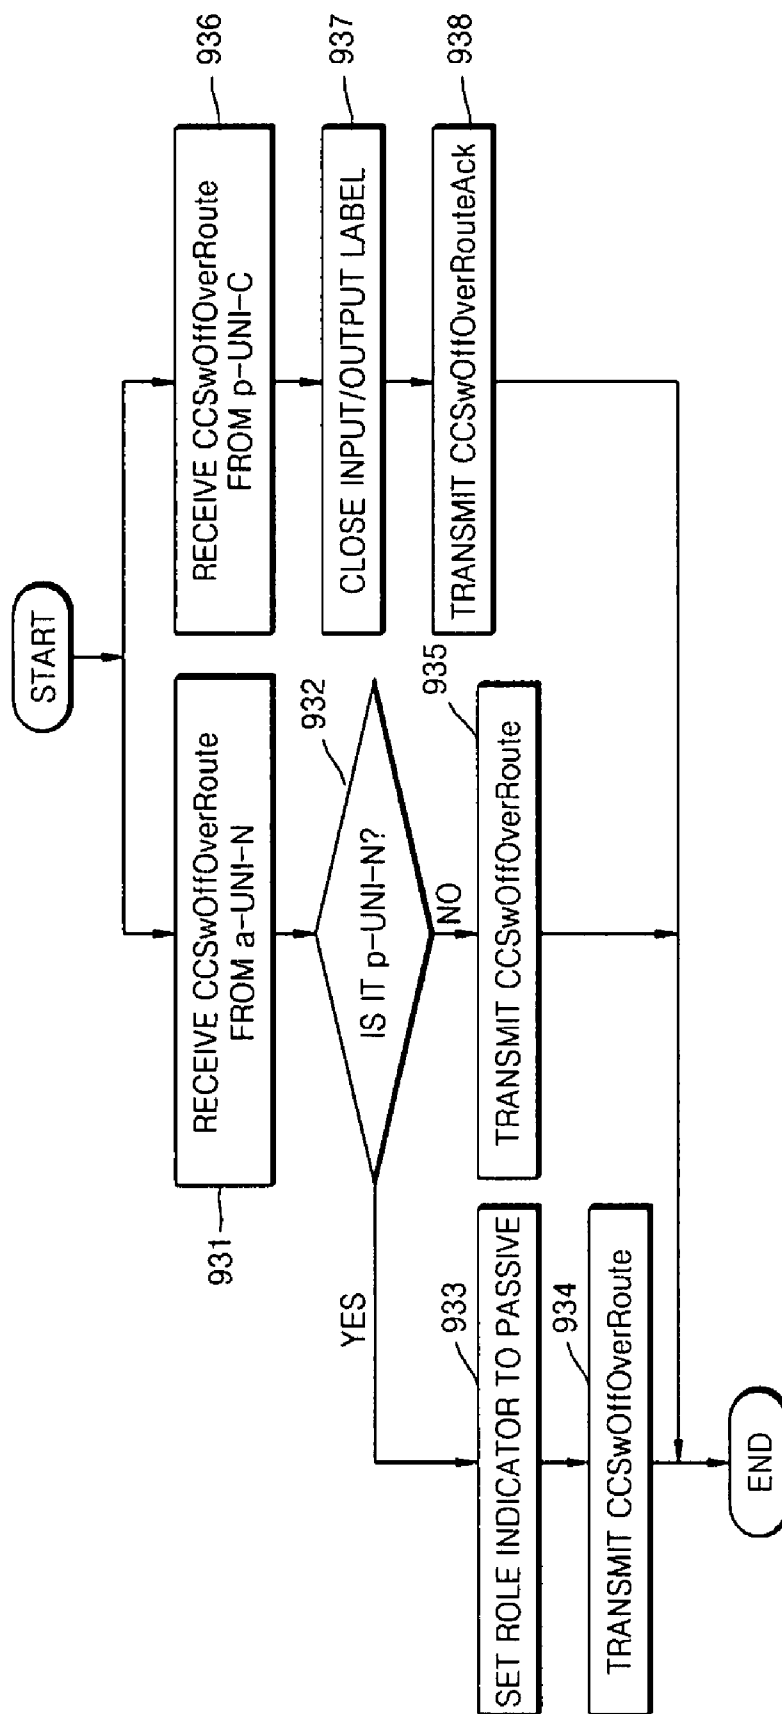 START
RECEIVE CCSwOffOverRoute
FROM a-UNI-N
931
IS IT p-UNI-N?
932
YES
NO
SET ROLE INDICATOR TO PASSIVE
933
TRANSMIT CCSwOffOverRoute
934
TRANSMIT CCSwOffOverRoute
935
RECEIVE CCSwOffOverRoute
FROM p-UNI-C
936
CLOSE INPUT/OUTPUT LABEL
937
TRANSMIT CCSwOffOverRouteAck
938
END